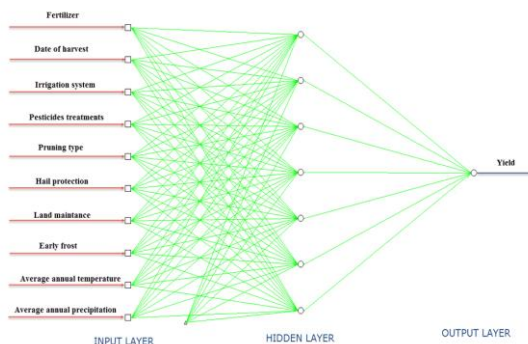 Fertilizer
Date of harvest
Irrigation system
Pesticides treatments
Pruning type
Hail protection
Land maintance
Early frost
Average annual temperature
Average annual precipitation
Yield
INPUT LAYER
HIDDEN LAYER
OUTPUT LAYER